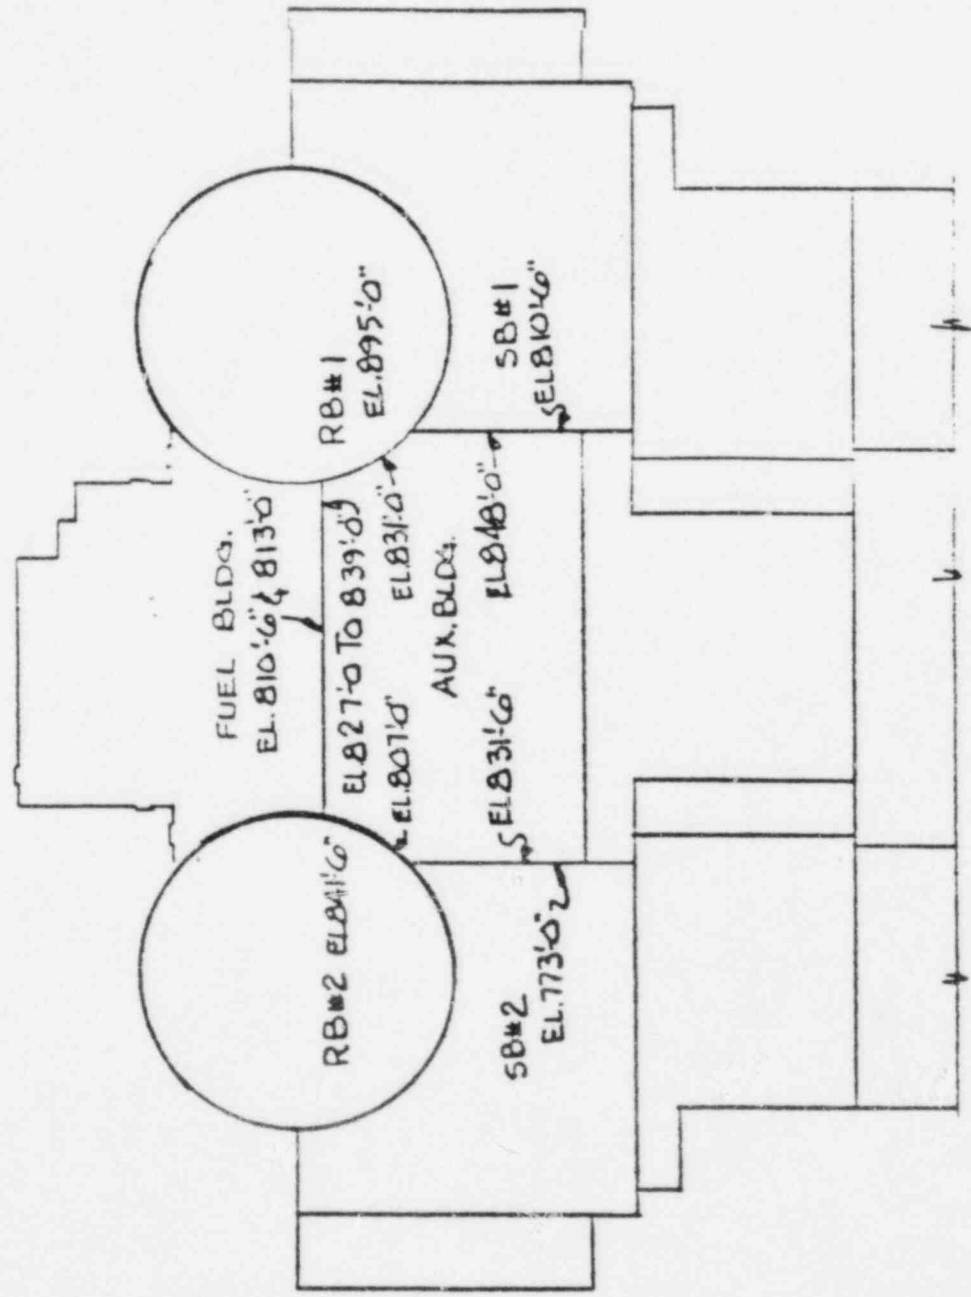 FUEL BLDG.
EL. 810'-6" & 813'-0"
RB#2 EL.841'-6"
RB#1
EL.895'-0"
EL.827'-0 TO 839'-0"
EL.807'-0"
EL.831'-0"
AUX. BLDG.
EL.831'-6"
EL.848'-0"
SB#2
EL.773'-0"
SB#1
EL.810'-6"